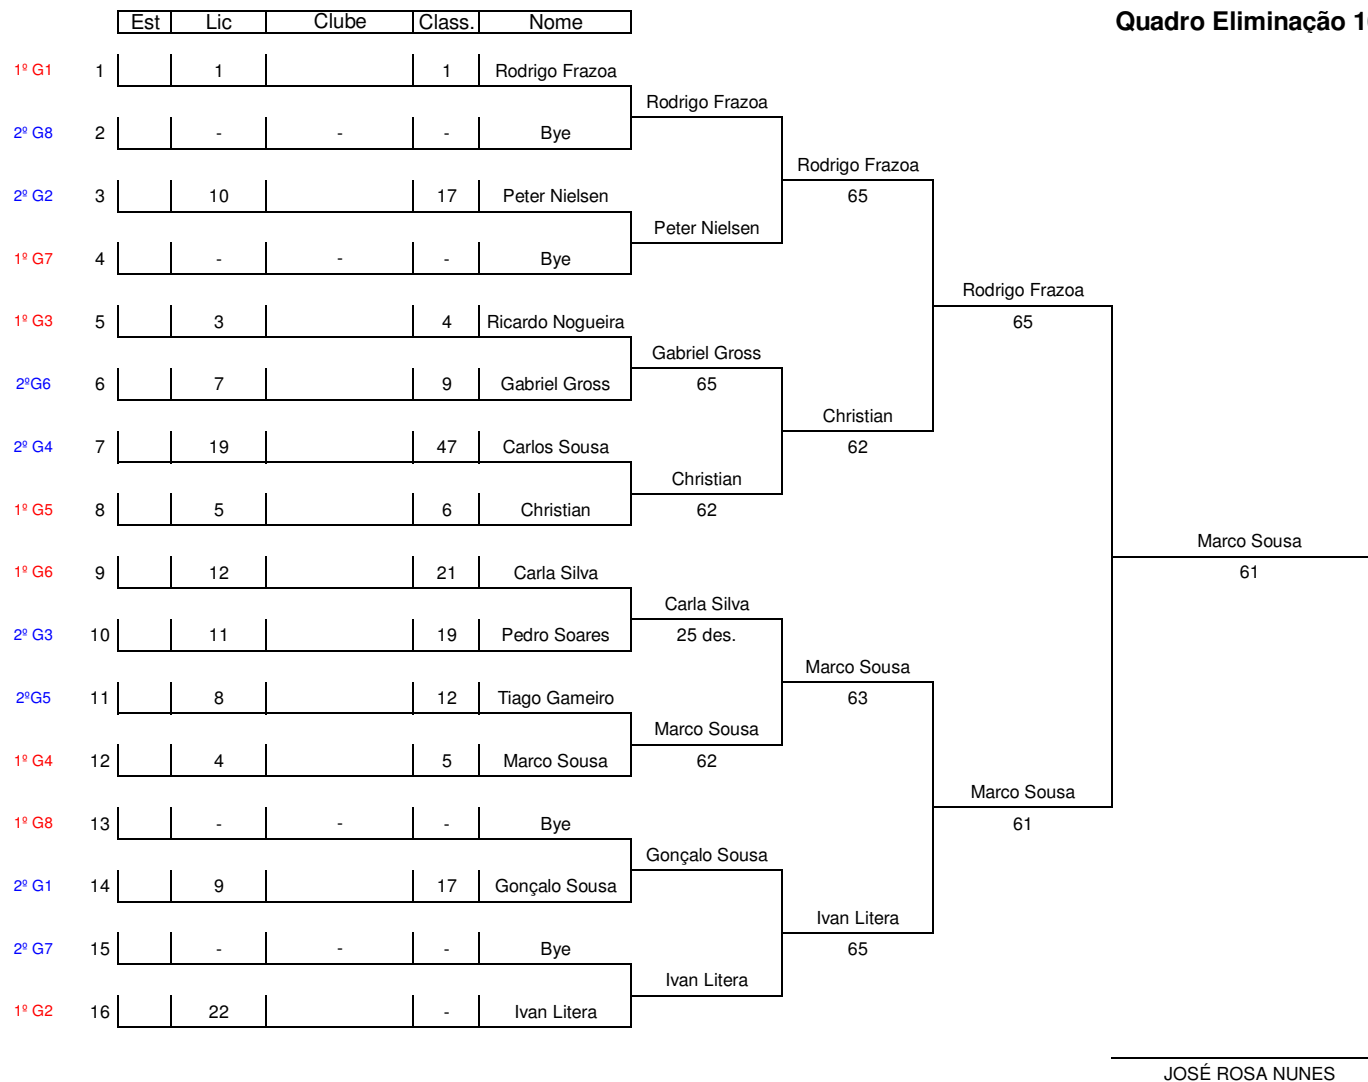 Est Lic Clube Class. Nome
Quadro Eliminação 1
1º G1 1 1 1 Rodrigo Frazoa
Rodrigo Frazoa
2º G8 2 - - - Bye
Rodrigo Frazoa
2º G2 3 10 17 Peter Nielsen
65
Peter Nielsen
1º G7 4 - - - Bye
Rodrigo Frazoa
1º G3 5 3 4 Ricardo Nogueira
65
Gabriel Gross
2ºG6 6 7 9 Gabriel Gross
65
Christian
2º G4 7 19 47 Carlos Sousa
62
Christian
1º G5 8 5 6 Christian
62
Marco Sousa
1º G6 9 12 21 Carla Silva
61
Carla Silva
2º G3 10 11 19 Pedro Soares
25 des.
Marco Sousa
2ºG5 11 8 12 Tiago Gameiro
63
Marco Sousa
1º G4 12 4 5 Marco Sousa
62
Marco Sousa
1º G8 13 - - - Bye
61
Gonçalo Sousa
2º G1 14 9 17 Gonçalo Sousa
Ivan Litera
2º G7 15 - - - Bye
65
Ivan Litera
1º G2 16 22 - Ivan Litera
JOSÉ ROSA NUNES